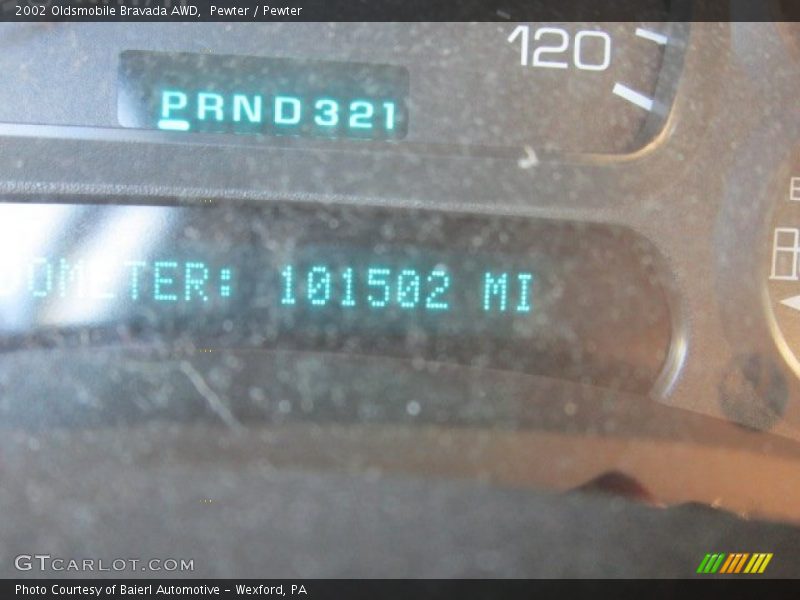 2002 Oldsmobile Bravada AWD, Pewter / Pewter
120
PRND321
E
ODOMETER: 101502 MI
GTCARLOT.COM
Photo Courtesy of Baierl Automotive - Wexford, PA